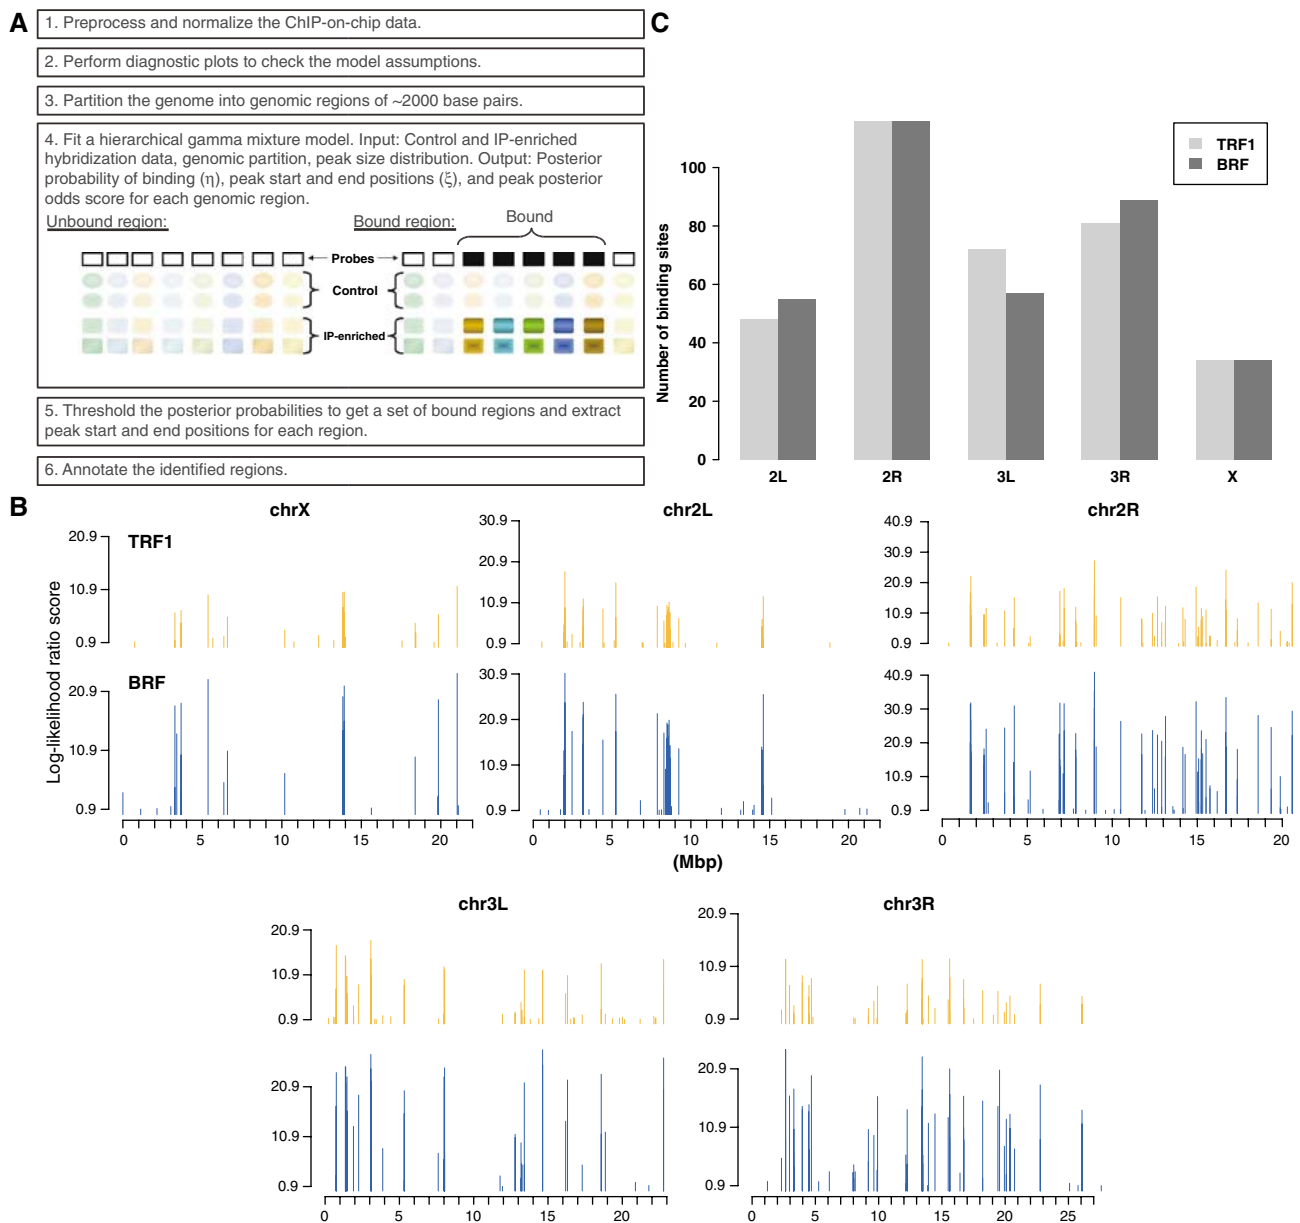 A
1. Preprocess and normalize the ChIP-on-chip data.
2. Perform diagnostic plots to check the model assumptions.
3. Partition the genome into genomic regions of ~2000 base pairs.
4. Fit a hierarchical gamma mixture model. Input: Control and IP-enriched
hybridization data, genomic partition, peak size distribution. Output: Posterior
probability of binding (η), peak start and end positions (ξ), and peak posterior
odds score for each genomic region.
Unbound region:
Bound region:
Bound
Probes
Control
IP-enriched
5. Threshold the posterior probabilities to get a set of bound regions and extract
peak start and end positions for each region.
6. Annotate the identified regions.
C
TRF1
BRF
Number of binding sites
100
80
60
40
20
0
2L 2R 3L 3R X
B
Log-likelihood ratio score
chrX
TRF1
20.9
10.9
0.9
BRF
20.9
10.9
0.9
0 5 10 15 20
chr2L
30.9
20.9
10.9
0.9
30.9
20.9
10.9
0.9
0 5 10 15 20
(Mbp)
chr2R
40.9
30.9
20.9
10.9
0.9
40.9
30.9
20.9
10.9
0.9
0 5 10 15 20
chr3L
20.9
10.9
0.9
20.9
10.9
0.9
0 5 10 15 20
chr3R
20.9
10.9
0.9
20.9
10.9
0.9
0 5 10 15 20 25